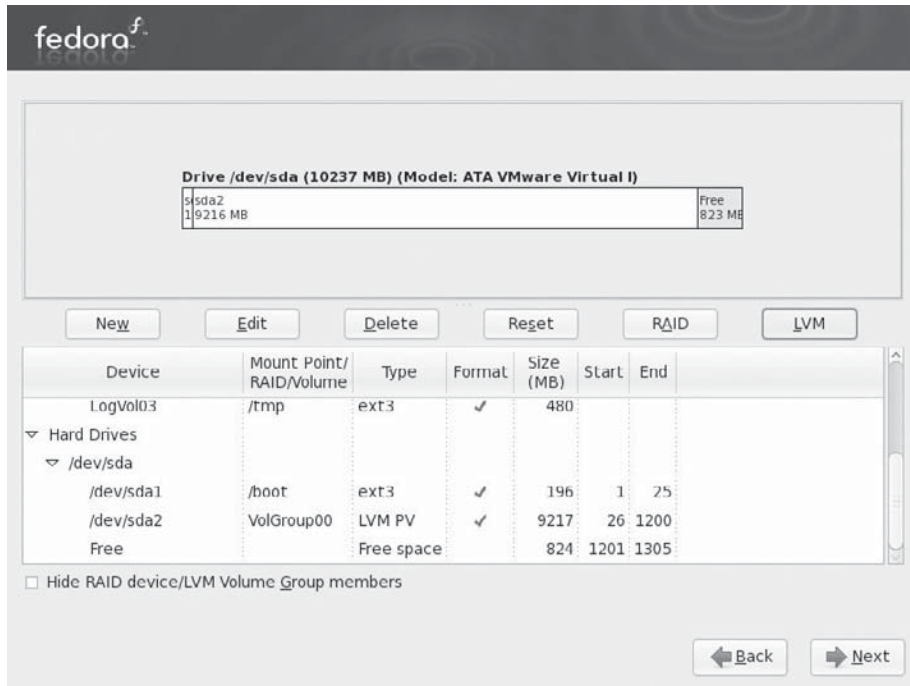 fedora
Drive /dev/sda (10237 MB) (Model: ATA VMware Virtual I)
sda2 Free
9216 MB 823 MB
New Edit Delete Reset RAID LVM
Device Mount Point/ RAID/Volume Type Format Size (MB) Start End
LogVol03 /tmp ext3 ✓ 480
Hard Drives
/dev/sda
/dev/sda1 /boot ext3 ✓ 196 1 25
/dev/sda2 VolGroup00 LVM PV ✓ 9217 26 1200
Free Free space 824 1201 1305
Hide RAID device/LVM Volume Group members
Back Next